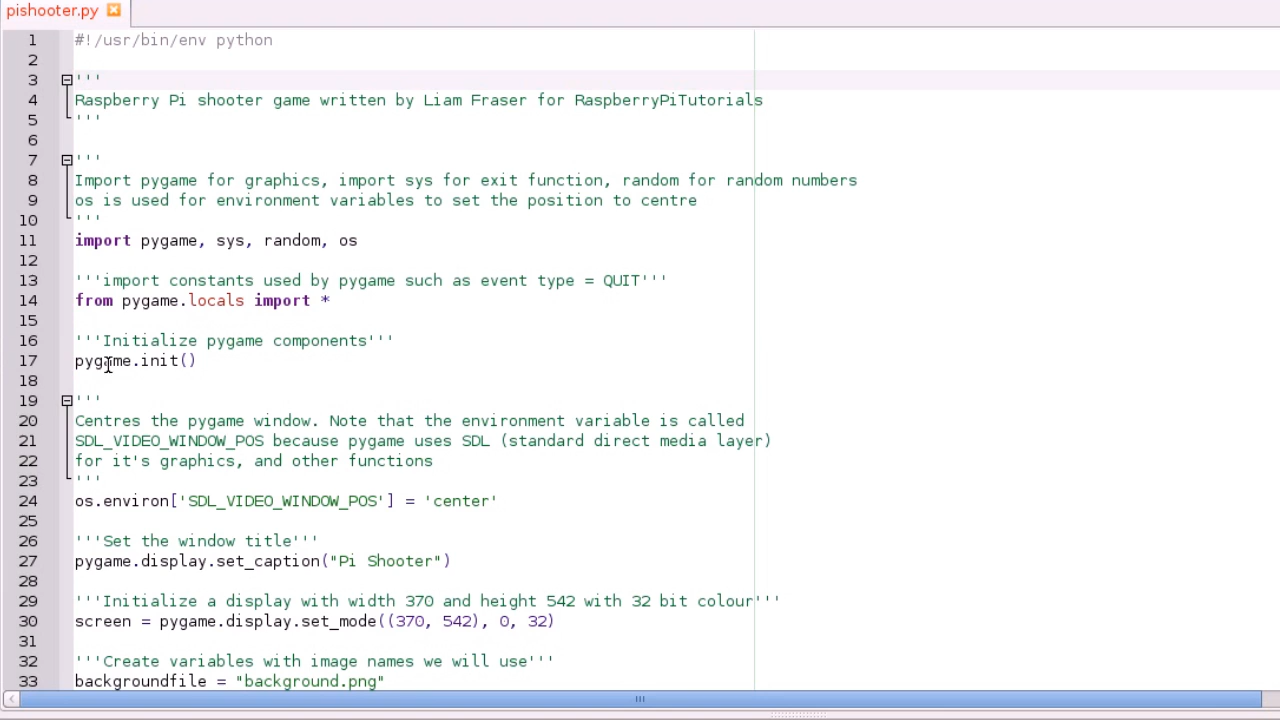 pishooter.py
1 #!/usr/bin/env python
2
3 '''
4 Raspberry Pi shooter game written by Liam Fraser for RaspberryPiTutorials
5 '''
6
7 '''
8 Import pygame for graphics, import sys for exit function, random for random numbers
9 os is used for environment variables to set the position to centre
10 '''
11 import pygame, sys, random, os
12
13 '''import constants used by pygame such as event type = QUIT'''
14 from pygame.locals import *
15
16 '''Initialize pygame components'''
17 pygame.init()
18
19 '''
20 Centres the pygame window. Note that the environment variable is called
21 SDL_VIDEO_WINDOW_POS because pygame uses SDL (standard direct media layer)
22 for it's graphics, and other functions
23 '''
24 os.environ['SDL_VIDEO_WINDOW_POS'] = 'center'
25
26 '''Set the window title'''
27 pygame.display.set_caption("Pi Shooter")
28
29 '''Initialize a display with width 370 and height 542 with 32 bit colour'''
30 screen = pygame.display.set_mode((370, 542), 0, 32)
31
32 '''Create variables with image names we will use'''
33 backgroundfile = "background.png"